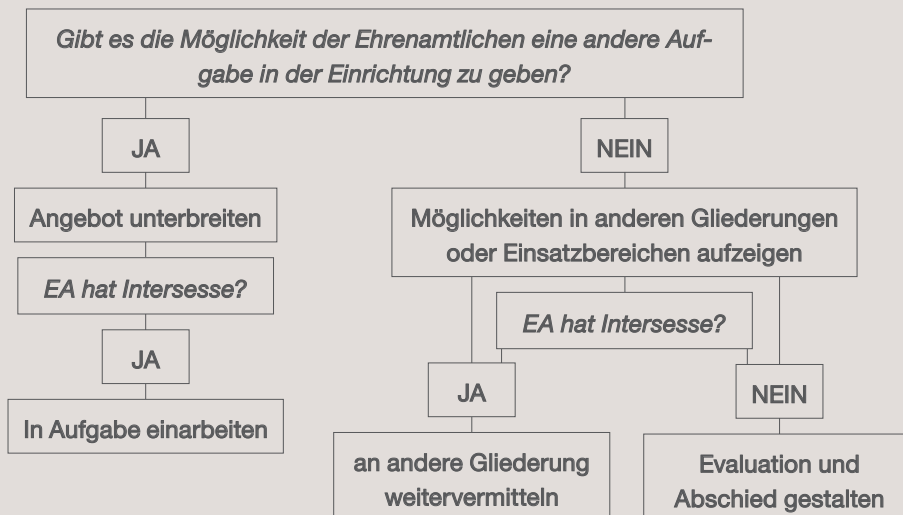 Gibt es die Möglichkeit der Ehrenamtlichen eine andere Auf-
gabe in der Einrichtung zu geben?
JA
Angebot unterbreiten
EA hat Intersesse?
JA
In Aufgabe einarbeiten
NEIN
Möglichkeiten in anderen Gliederungen
oder Einsatzbereichen aufzeigen
EA hat Intersesse?
JA
an andere Gliederung
weitervermitteln
NEIN
Evaluation und
Abschied gestalten